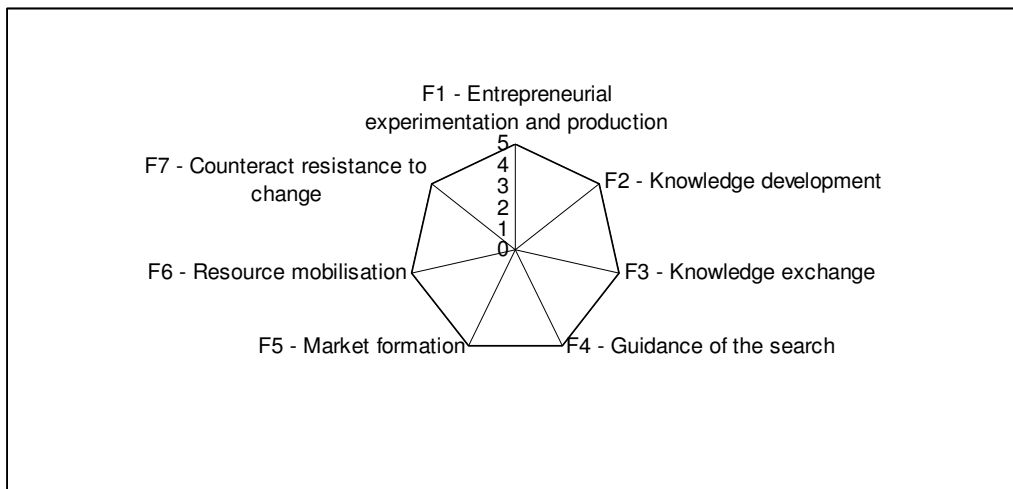 F1 - Entrepreneurial
experimentation and production
5
4
3
2
1
0
F7 - Counteract resistance to
change
F2 - Knowledge development
F6 - Resource mobilisation
F3 - Knowledge exchange
F5 - Market formation
F4 - Guidance of the search